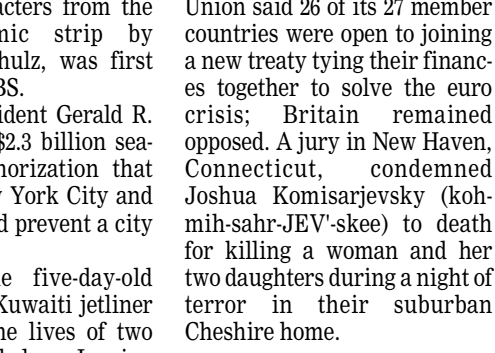 acters from the
mic strip by
hulz, was first
BS.
ident Gerald R.
$2.3 billion sea-
horization that
w York City and
d prevent a city
e five-day-old
Kuwaiti jetliner
he lives of two
Union said 26 of its 27 member
countries were open to joining
a new treaty tying their financ-
es together to solve the euro
crisis; Britain remained
opposed. A jury in New Haven,
Connecticut, condemned
Joshua Komisarjevsky (koh-
mih-sahr-JEV'-skee) to death
for killing a woman and her
two daughters during a night of
terror in their suburban
Cheshire home.